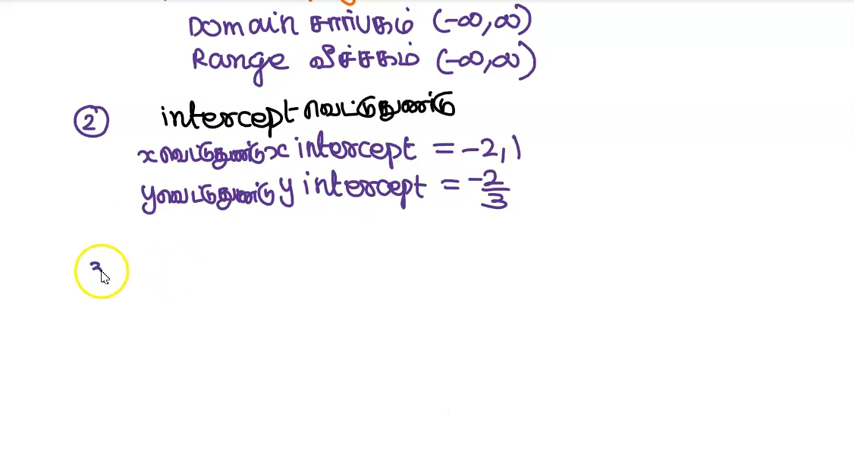 Domain சார்பகம் (-∞,∞)
Range வீச்சகம் (-∞,∞)
② intercept வெட்டுத்துண்டு
x வெட்டுத்துண்டு x intercept = -2, 1
y வெட்டுத்துண்டு y intercept = -2/3
3